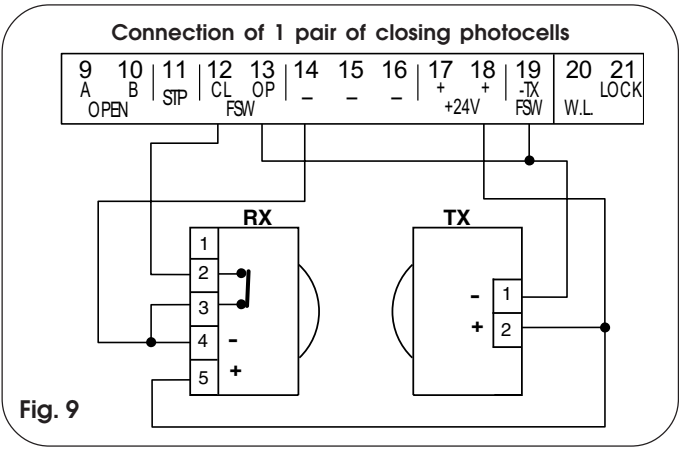 Connection of 1 pair of closing photocells
9 10 11 12 13 14 15 16 17 18 19 20 21
A B STP CL OP _ _ _ + + -TX LOCK
OPEN FSW +24V FSW W.L.
RX TX
1
2
3
4 -
5 +
- 1
+ 2
Fig. 9